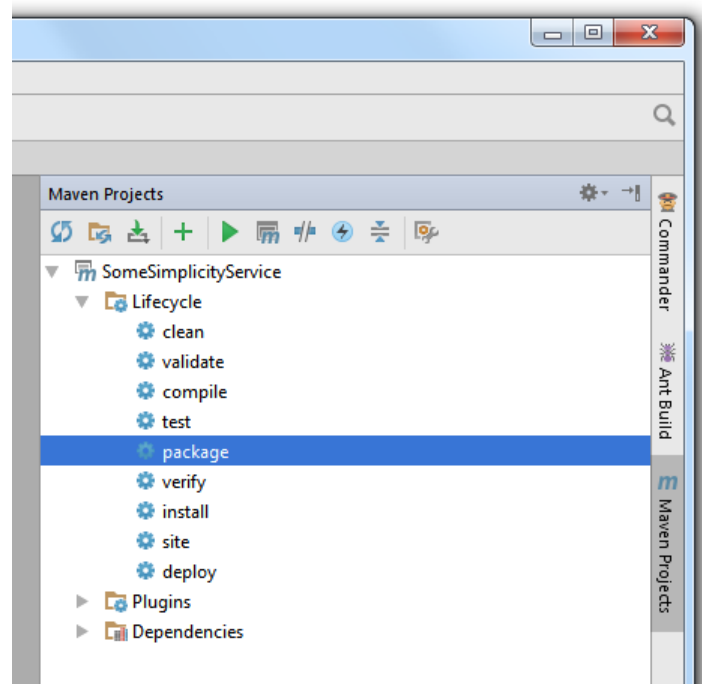 Maven Projects
SomeSimplicityService
Lifecycle
clean
validate
compile
test
package
verify
install
site
deploy
Plugins
Dependencies
Commander
Ant Build
m Maven Projects